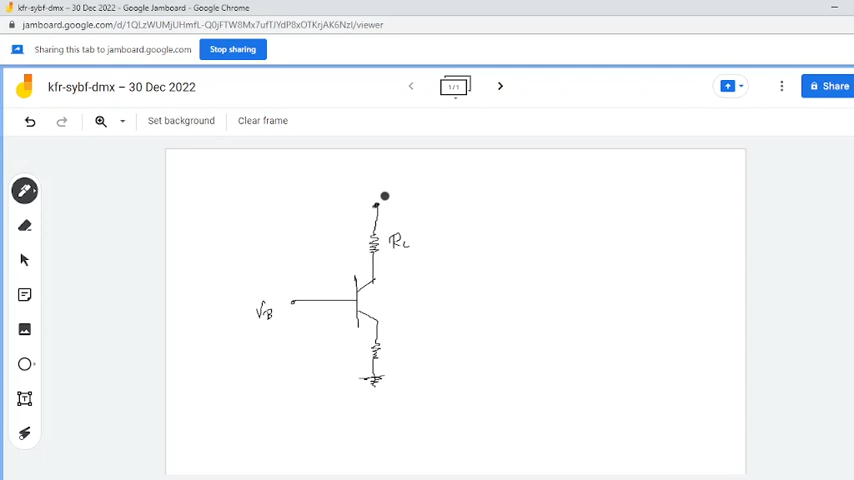 kfr-sybf-dmx – 30 Dec 2022 - Google Jamboard - Google Chrome
jamboard.google.com/d/1QLzWUMjUHmfL-Q0jFTW8Mx7ufTJYdP8xOTKrjAK6NzI/viewer
Sharing this tab to jamboard.google.com
Stop sharing
kfr-sybf-dmx – 30 Dec 2022
1/1
Share
Set background
Clear frame
RC
VB